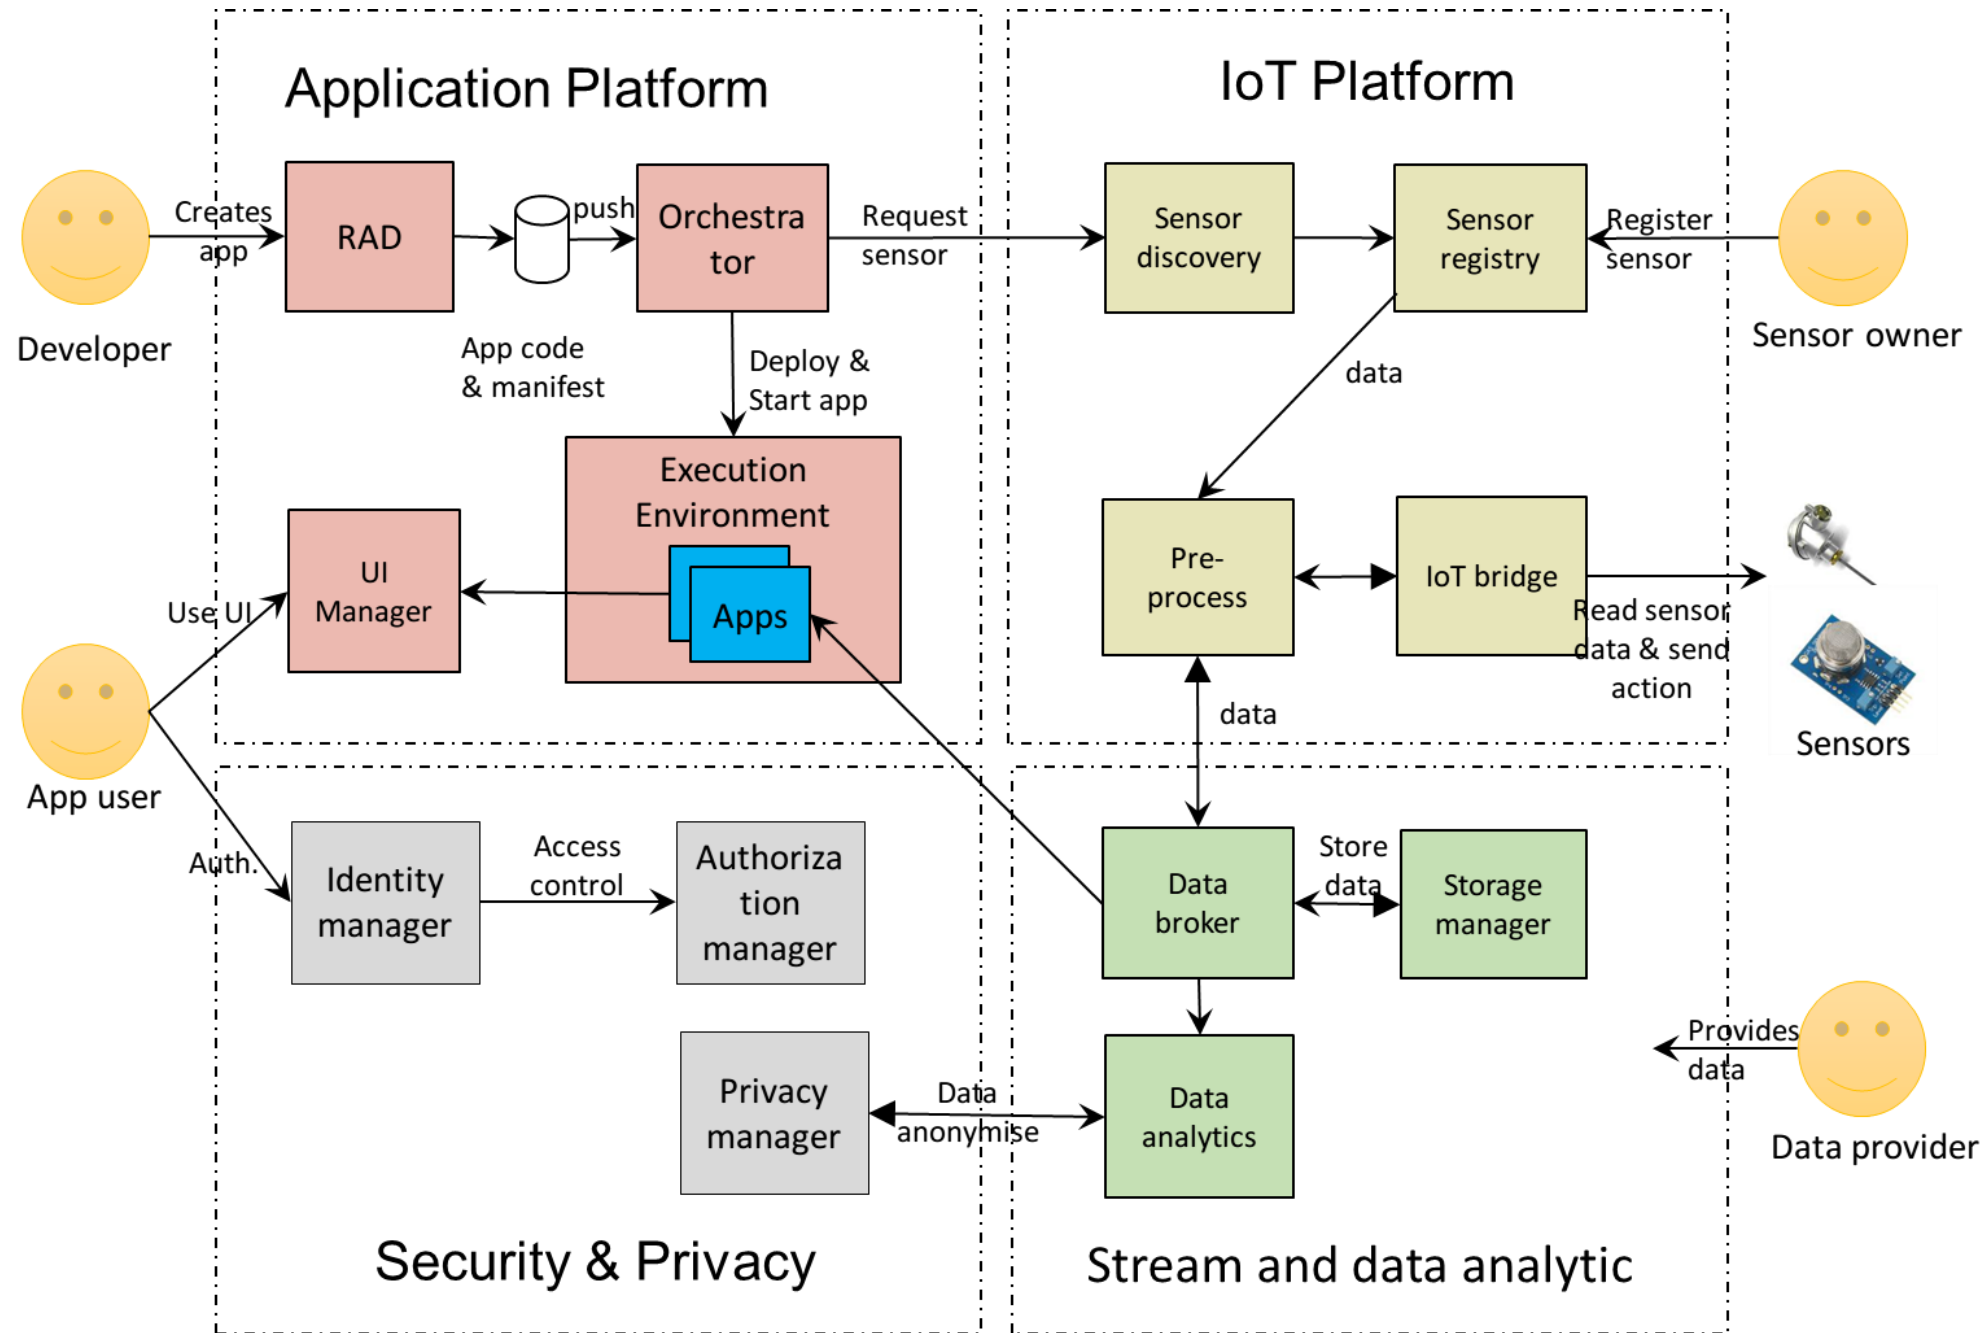 Application Platform
IoT Platform
Creates
app
RAD
push
Orchestra
tor
Request
sensor
Sensor
discovery
Sensor
registry
Register
sensor
Developer
Sensor owner
App code
& manifest
Deploy &
Start app
data
Execution
Environment
Apps
UI
Manager
Use UI
Pre-
process
IoT bridge
Read sensor
data & send
action
Sensors
data
App user
Auth.
Identity
manager
Access
control
Authoriza
tion
manager
Data
broker
Store
data
Storage
manager
Privacy
manager
Data
anonymise
Data
analytics
Provides
data
Data provider
Security & Privacy
Stream and data analytic